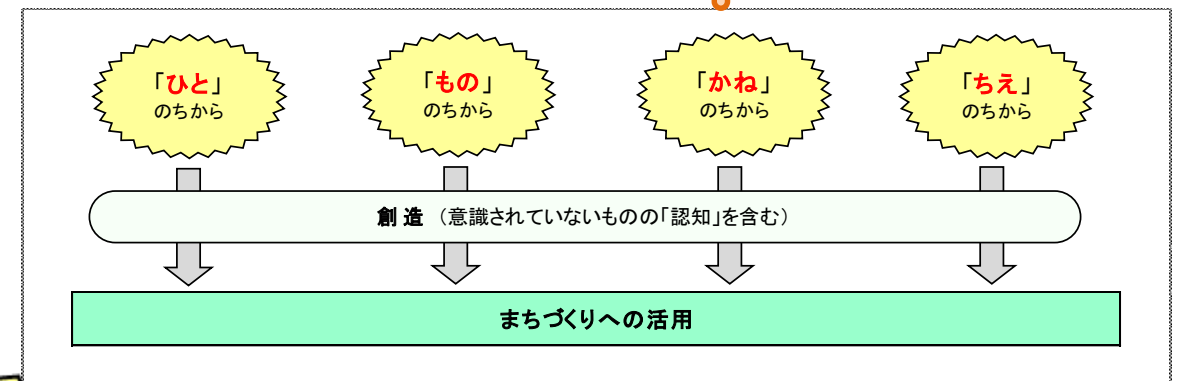 「ひと」
のちから
「もの」
のちから
「かね」
のちから
「ちえ」
のちから
創 造 （意識されていないものの「認知」を含む）
まちづくりへの活用